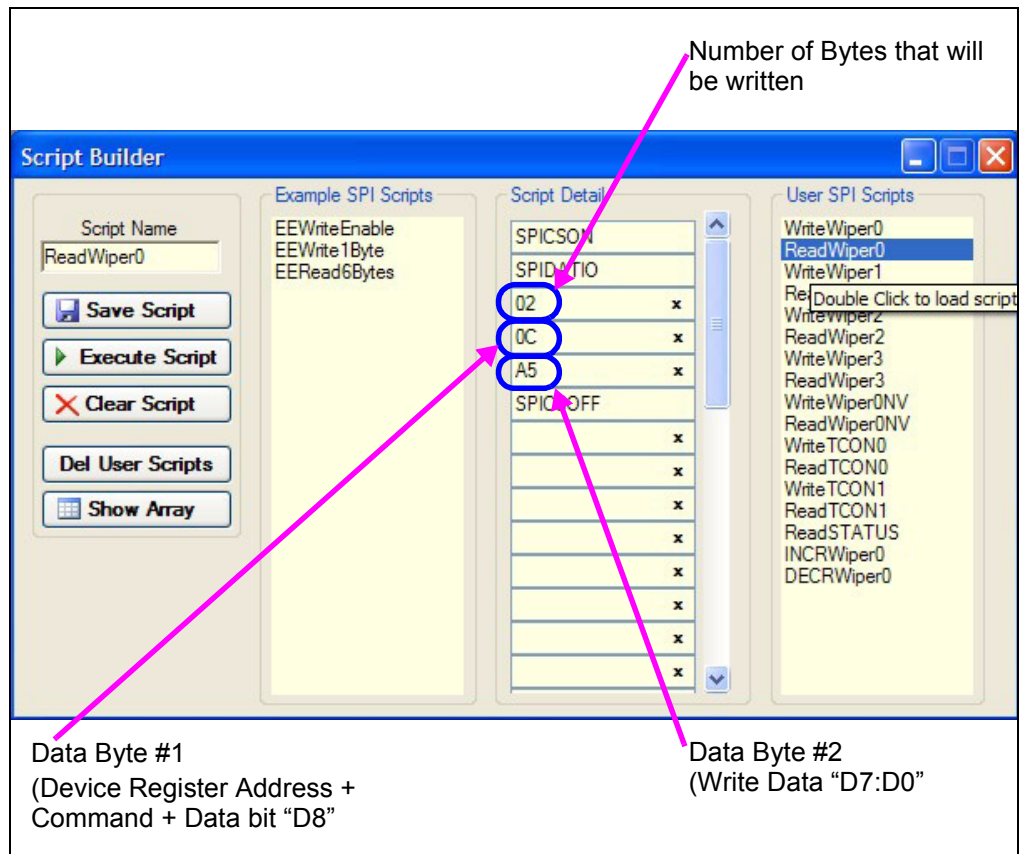 Number of Bytes that will
be written
Script Builder
Script Name
ReadWiper0
Save Script
Execute Script
Clear Script
Del User Scripts
Show Array
Example SPI Scripts
EEWriteEnable
EEWrite1Byte
EERead6Bytes
Script Detail
SPICSON
SPIDATIO
02 x
0C x
A5 x
SPICSOFF
x
x
x
x
x
x
x
x
User SPI Scripts
WriteWiper0
ReadWiper0
WriteWiper1
Double Click to load script
WriteWiper2
ReadWiper2
WriteWiper3
ReadWiper3
WriteWiper0NV
ReadWiper0NV
WriteTCON0
ReadTCON0
WriteTCON1
ReadTCON1
ReadSTATUS
INCRWiper0
DECRWiper0
Data Byte #1
(Device Register Address +
Command + Data bit “D8”
Data Byte #2
(Write Data “D7:D0”